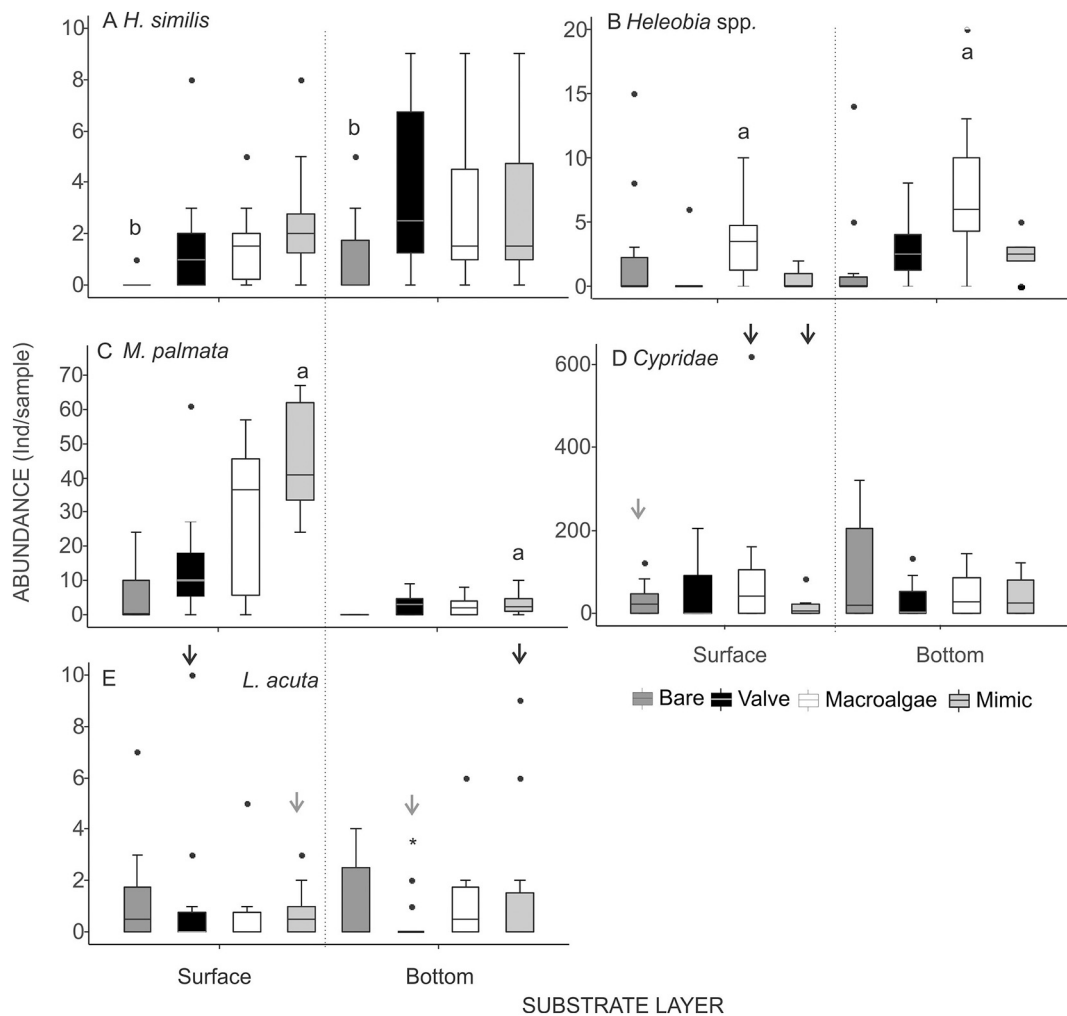 A H. similis
10
8
6
4
2
0
b
b
B Heleobia spp.
20
15
10
5
0
a
a
ABUNDANCE (Ind/sample)
C M. palmata
70
60
50
40
30
20
10
0
a
a
D Cypridae
600
400
200
0
Surface Bottom
Bare Valve Macroalgae Mimic
E L. acuta
10
8
6
4
2
0
*
Surface Bottom
SUBSTRATE LAYER